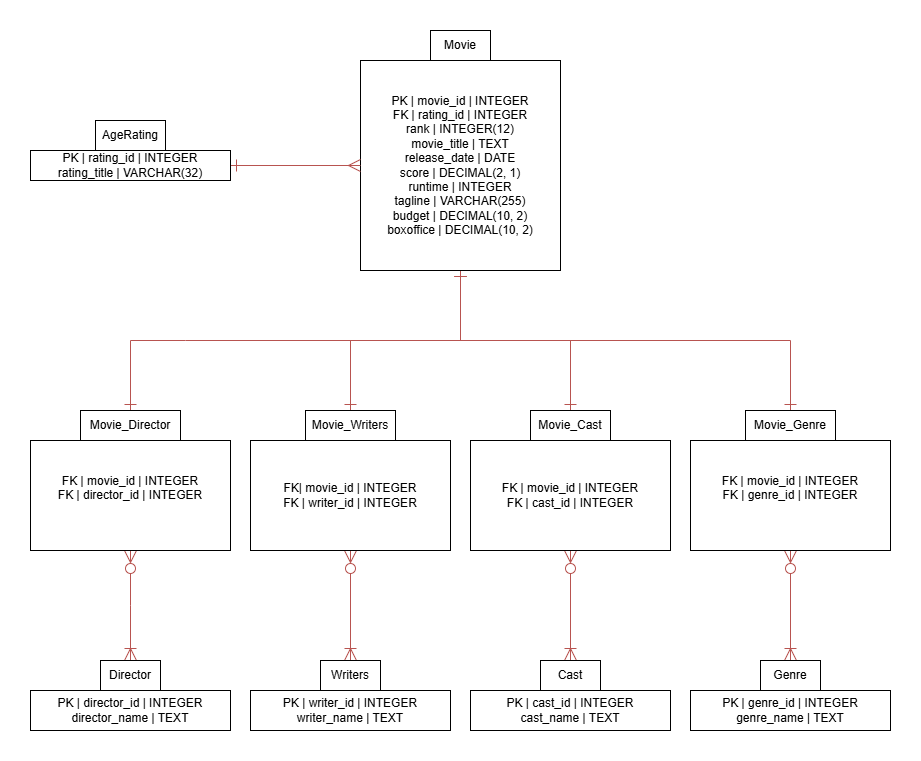 Movie
PK | movie_id | INTEGER
FK | rating_id | INTEGER
rank | INTEGER(12)
movie_title | TEXT
release_date | DATE
score | DECIMAL(2, 1)
runtime | INTEGER
tagline | VARCHAR(255)
budget | DECIMAL(10, 2)
boxoffice | DECIMAL(10, 2)
AgeRating
PK | rating_id | INTEGER
rating_title | VARCHAR(32)
Movie_Director
FK | movie_id | INTEGER
FK | director_id | INTEGER
Movie_Writers
FK| movie_id | INTEGER
FK | writer_id | INTEGER
Movie_Cast
FK | movie_id | INTEGER
FK | cast_id | INTEGER
Movie_Genre
FK | movie_id | INTEGER
FK | genre_id | INTEGER
Director
PK | director_id | INTEGER
director_name | TEXT
Writers
PK | writer_id | INTEGER
writer_name | TEXT
Cast
PK | cast_id | INTEGER
cast_name | TEXT
Genre
PK | genre_id | INTEGER
genre_name | TEXT